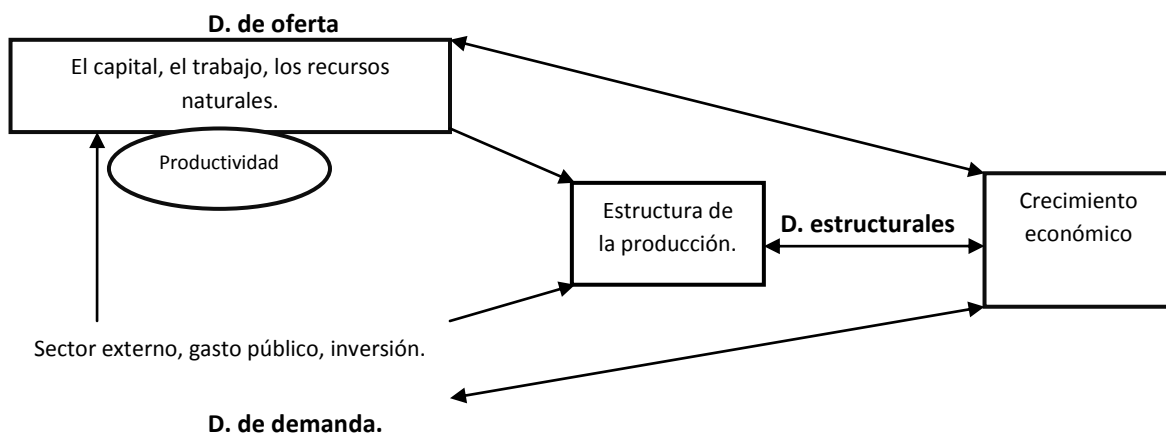 D. de oferta
El capital, el trabajo, los recursos
naturales.
Productividad
Estructura de
la producción.
D. estructurales
Crecimiento
económico
Sector externo, gasto público, inversión.
D. de demanda.